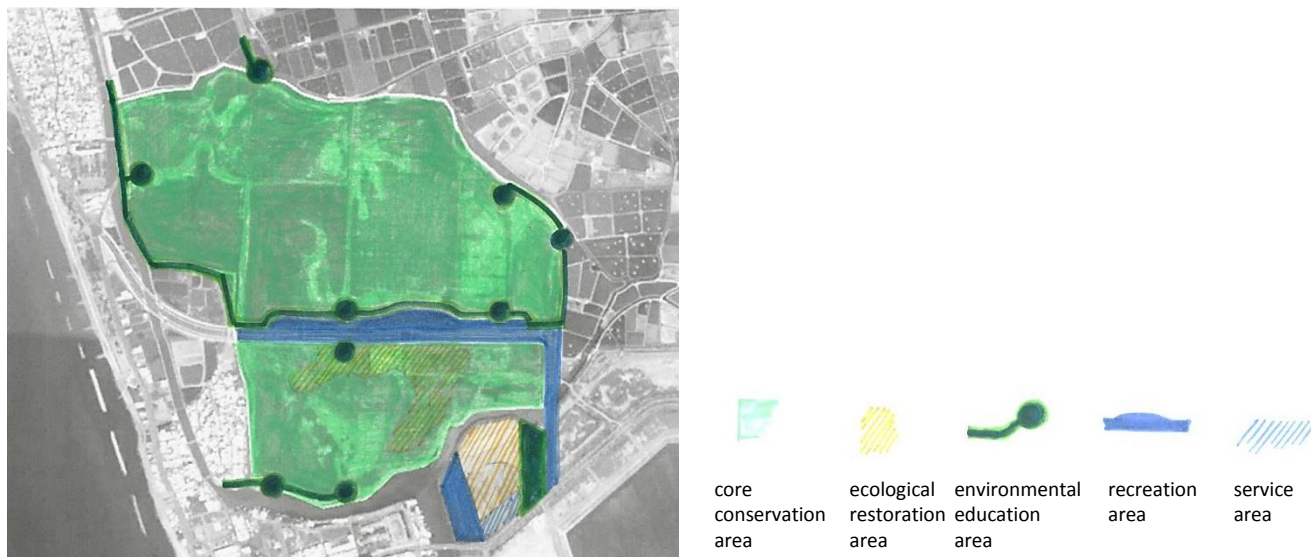 core
conservation
area
ecological
restoration
area
environmental
education
area
recreation
area
service
area